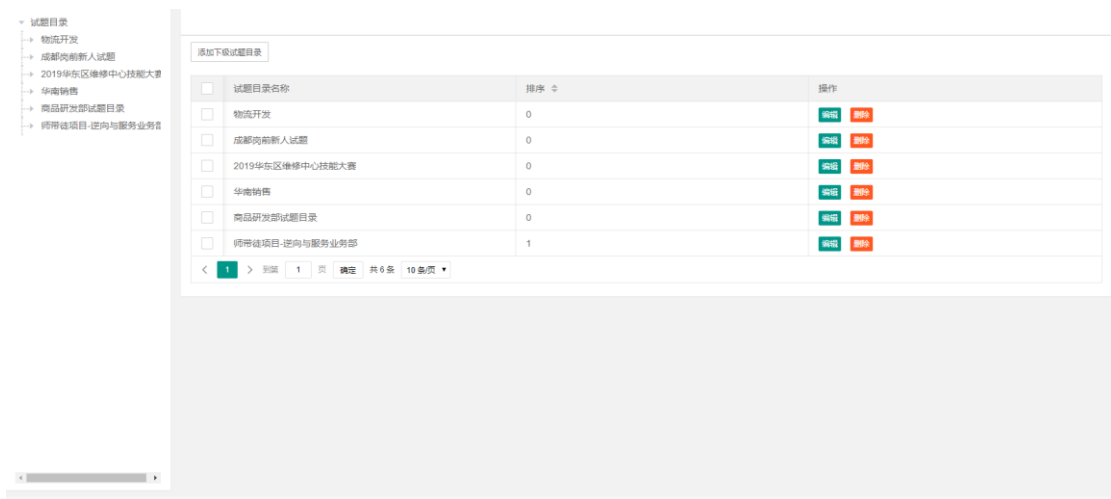 试题目录
物流开发
成都岗前新人试题
2019华东区维修中心技能大赛
华南销售
商品研发部试题目录
师带徒项目-逆向与服务业务部
添加下级试题目录
试题目录名称 排序 操作
物流开发 0 编辑 删除
成都岗前新人试题 0 编辑 删除
2019华东区维修中心技能大赛 0 编辑 删除
华南销售 0 编辑 删除
商品研发部试题目录 0 编辑 删除
师带徒项目-逆向与服务业务部 1 编辑 删除
1 到第 1 页 确定 共 6 条 10 条/页